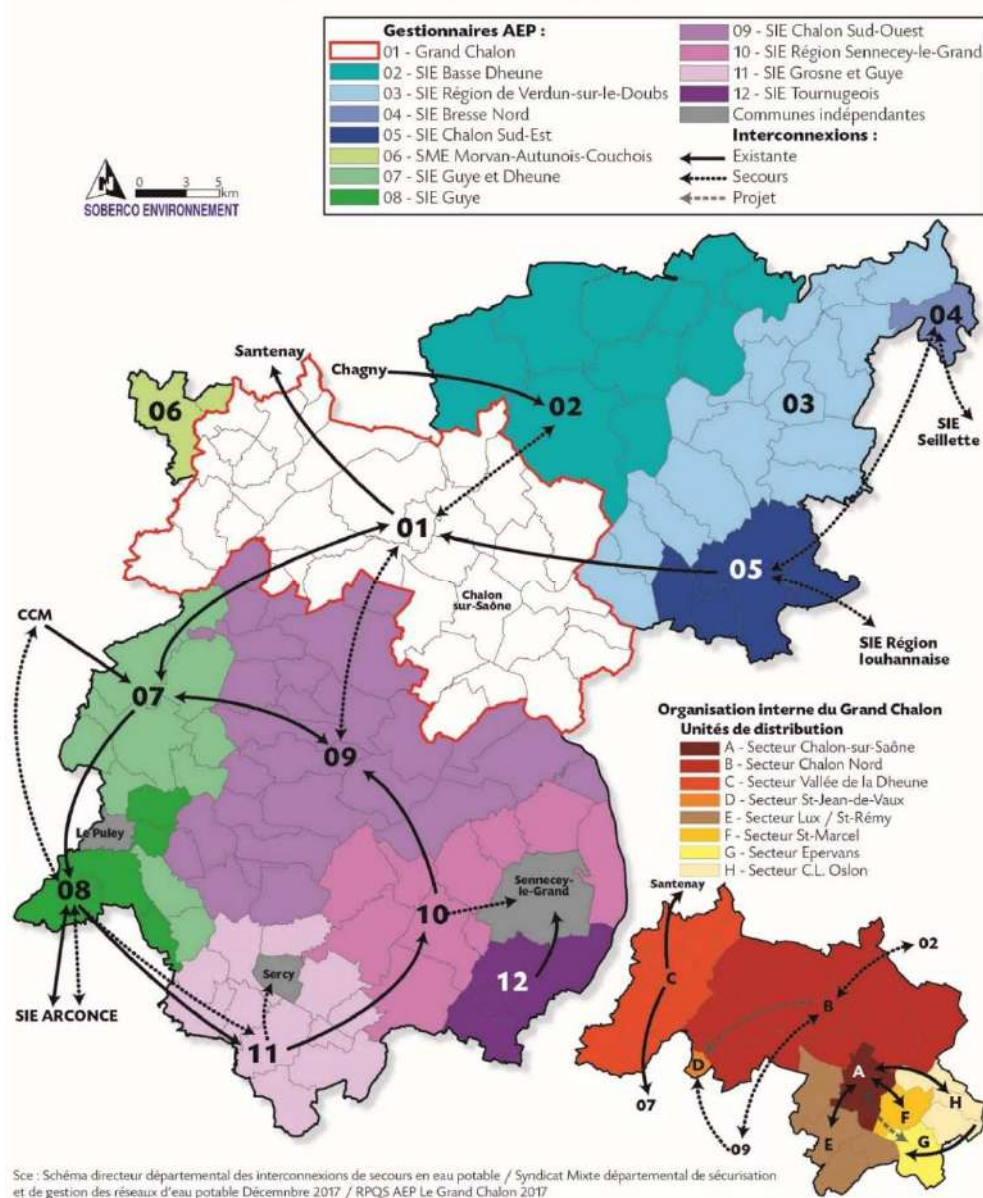 Gestionnaires AEP :
01 - Grand Chalon
02 - SIE Basse Dheune
03 - SIE Région de Verdun-sur-le-Doubs
04 - SIE Bresse Nord
05 - SIE Chalon Sud-Est
06 - SME Morvan-Autunois-Couchois
07 - SIE Guye et Dheune
08 - SIE Guye
09 - SIE Chalon Sud-Ouest
10 - SIE Région Sennecey-le-Grand
11 - SIE Grosne et Guye
12 - SIE Tournugeois
Communes indépendantes
Interconnexions :
Existante
Secours
Projet
N
0 3 5
km
SOBERCO ENVIRONNEMENT
04
Santenay
Chagny
06
02
03
SIE
Seillette
01
05
Chalon
sur-Saône
CCM
SIE Région
louhannaise
07
09
Le Puley
08
Sennecey-
le-Grand
10
Sercy
12
SIE ARCONCE
11
Organisation interne du Grand Chalon
Unités de distribution
A - Secteur Chalon-sur-Saône
B - Secteur Chalon Nord
C - Secteur Vallée de la Dheune
D - Secteur St-Jean-de-Vaux
E - Secteur Lux / St-Rémy
F - Secteur St-Marcel
G - Secteur Epervans
H - Secteur C.L. Oslon
Santenay
02
C
B
D
A
07
H
F
E
G
09
Sce : Schéma directeur départemental des interconnexions de secours en eau potable / Syndicat Mixte départemental de sécurisation
et de gestion des réseaux d'eau potable Décemnbre 2017 / RPQS AEP Le Grand Chalon 2017